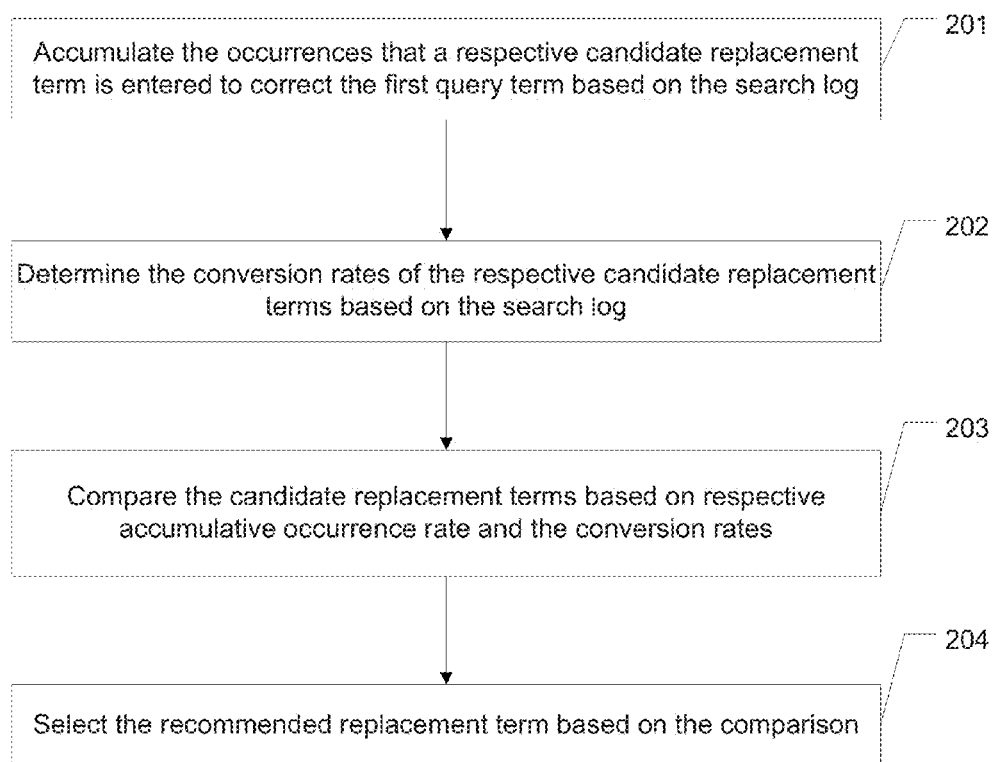 201
Accumulate the occurrences that a respective candidate replacement
term is entered to correct the first query term based on the search log
202
Determine the conversion rates of the respective candidate replacement
terms based on the search log
203
Compare the candidate replacement terms based on respective
accumulative occurrence rate and the conversion rates
204
Select the recommended replacement term based on the comparison